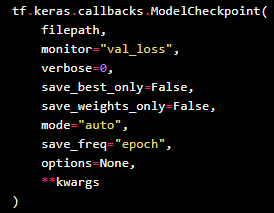 tf.keras.callbacks.ModelCheckpoint(
    filepath,
    monitor="val_loss",
    verbose=0,
    save_best_only=False,
    save_weights_only=False,
    mode="auto",
    save_freq="epoch",
    options=None,
    **kwargs
)